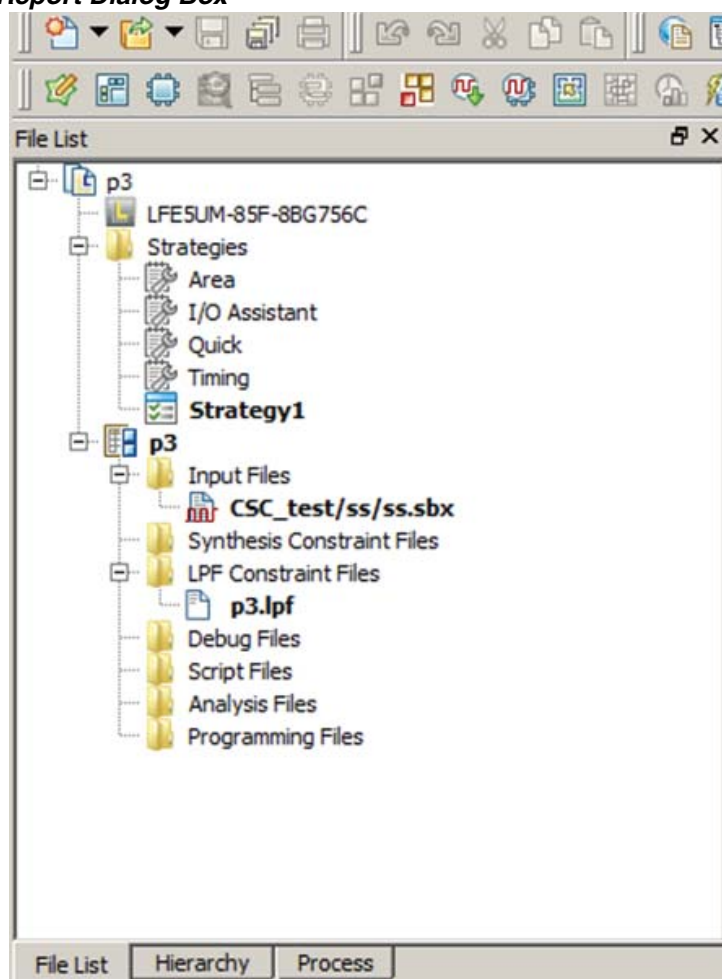 Report Dialog Box
File List
p3
LFE5UM-85F-8BG756C
Strategies
Area
I/O Assistant
Quick
Timing
Strategy1
p3
Input Files
CSC_test/ss/ss.sbx
Synthesis Constraint Files
LPF Constraint Files
p3.lpf
Debug Files
Script Files
Analysis Files
Programming Files
File List Hierarchy Process